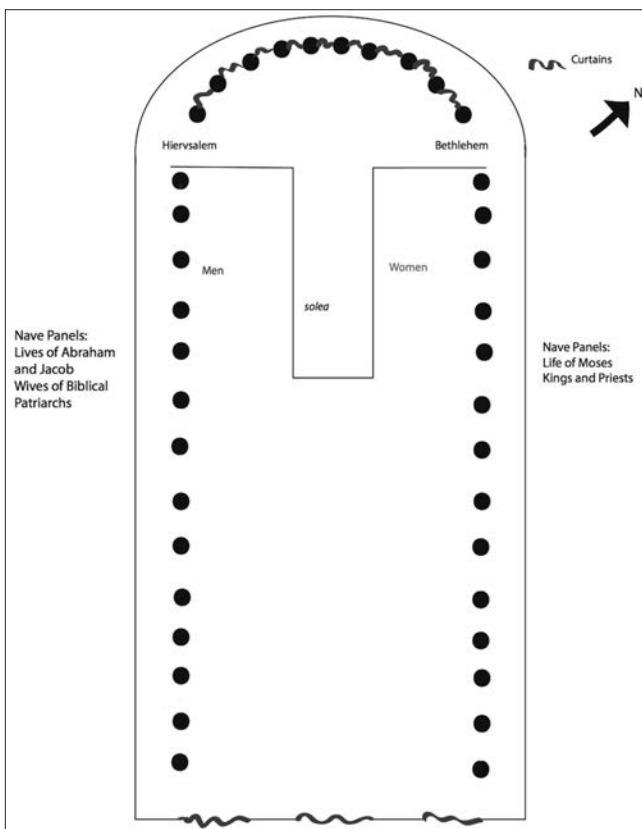 Curtains
N
Hiervsalem
Bethlehem
Men
Women
solea
Nave Panels:
Lives of Abraham
and Jacob
Wives of Biblical
Patriarchs
Nave Panels:
Life of Moses
Kings and Priests